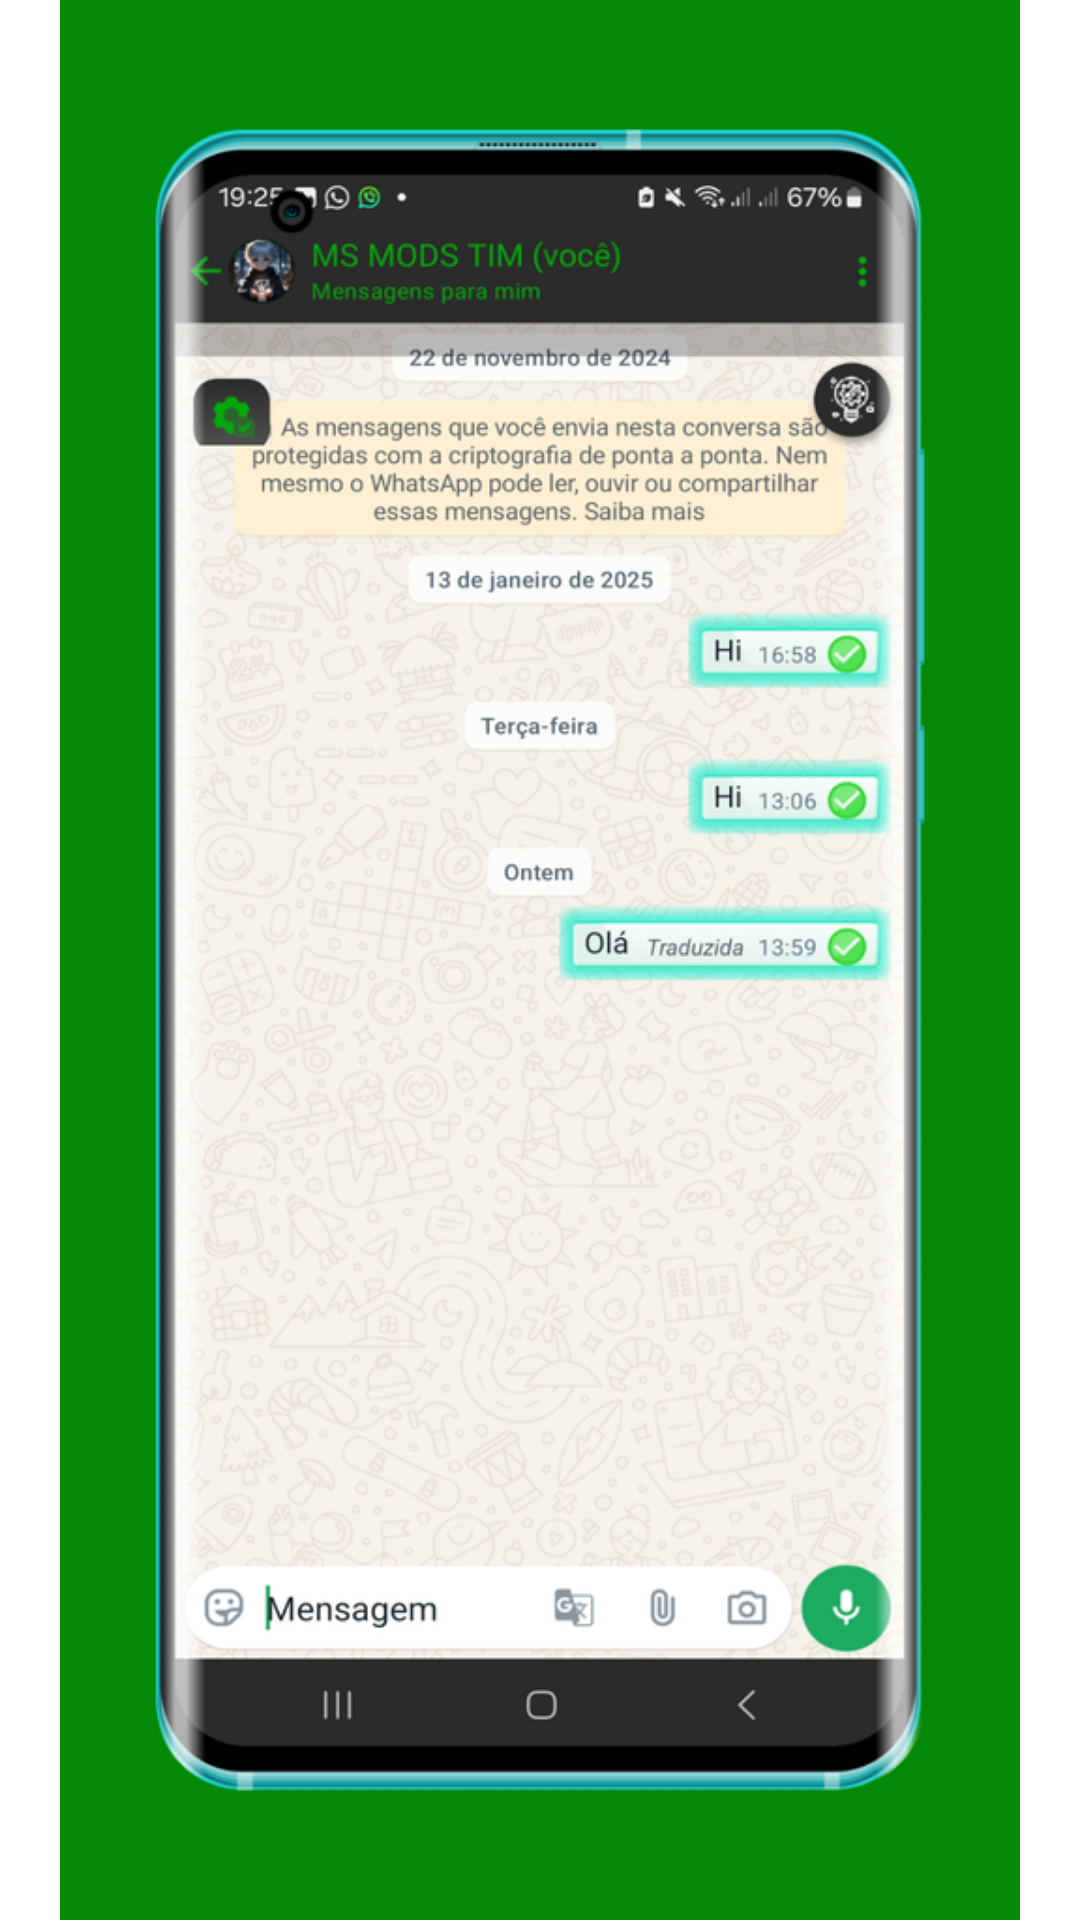 19:25
67%
MS MODS TIM (você)
Mensagens para mim
22 de novembro de 2024
As mensagens que você envia nesta conversa são
protegidas com a criptografia de ponta a ponta. Nem
mesmo o WhatsApp pode ler, ouvir ou compartilhar
essas mensagens. Saiba mais
13 de janeiro de 2025
Hi 16:58
Terça-feira
Hi 13:06
Ontem
Olá Traduzida 13:59
Mensagem